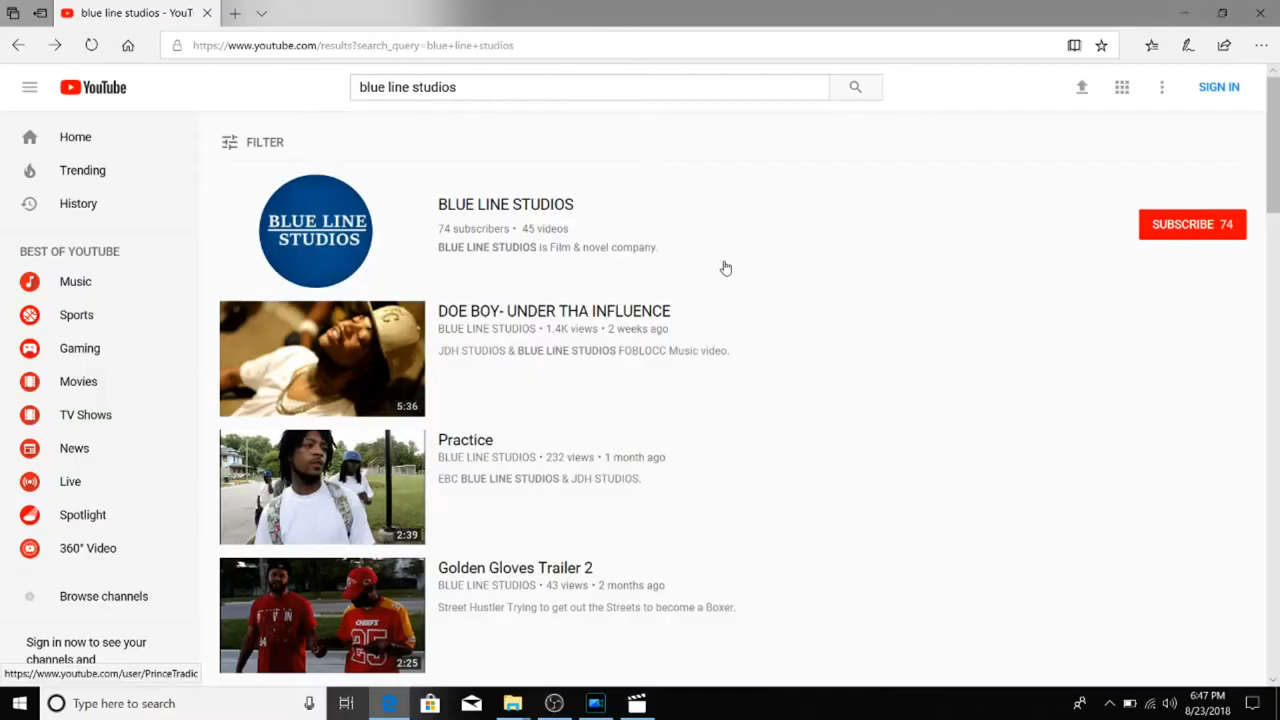 blue line studios - YouT
https://www.youtube.com/results?search_query=blue+line+studios
YouTube
blue line studios
SIGN IN
Home
Trending
History
BEST OF YOUTUBE
Music
Sports
Gaming
Movies
TV Shows
News
Live
Spotlight
360° Video
Browse channels
Sign in now to see your
channels and
https://www.youtube.com/user/PrinceTradic
FILTER
BLUE LINE
STUDIOS
BLUE LINE STUDIOS
74 subscribers • 45 videos
BLUE LINE STUDIOS is Film & novel company.
SUBSCRIBE 74
5:36
DOE BOY- UNDER THA INFLUENCE
BLUE LINE STUDIOS • 1.4K views • 2 weeks ago
JDH STUDIOS & BLUE LINE STUDIOS FOBLOCC Music video.
2:39
Practice
BLUE LINE STUDIOS • 232 views • 1 month ago
EBC BLUE LINE STUDIOS & JDH STUDIOS.
CHIEFS
25
2:25
Golden Gloves Trailer 2
BLUE LINE STUDIOS • 43 views • 2 months ago
Street Hustler Trying to get out the Streets to become a Boxer.
Type here to search
6:47 PM
8/23/2018